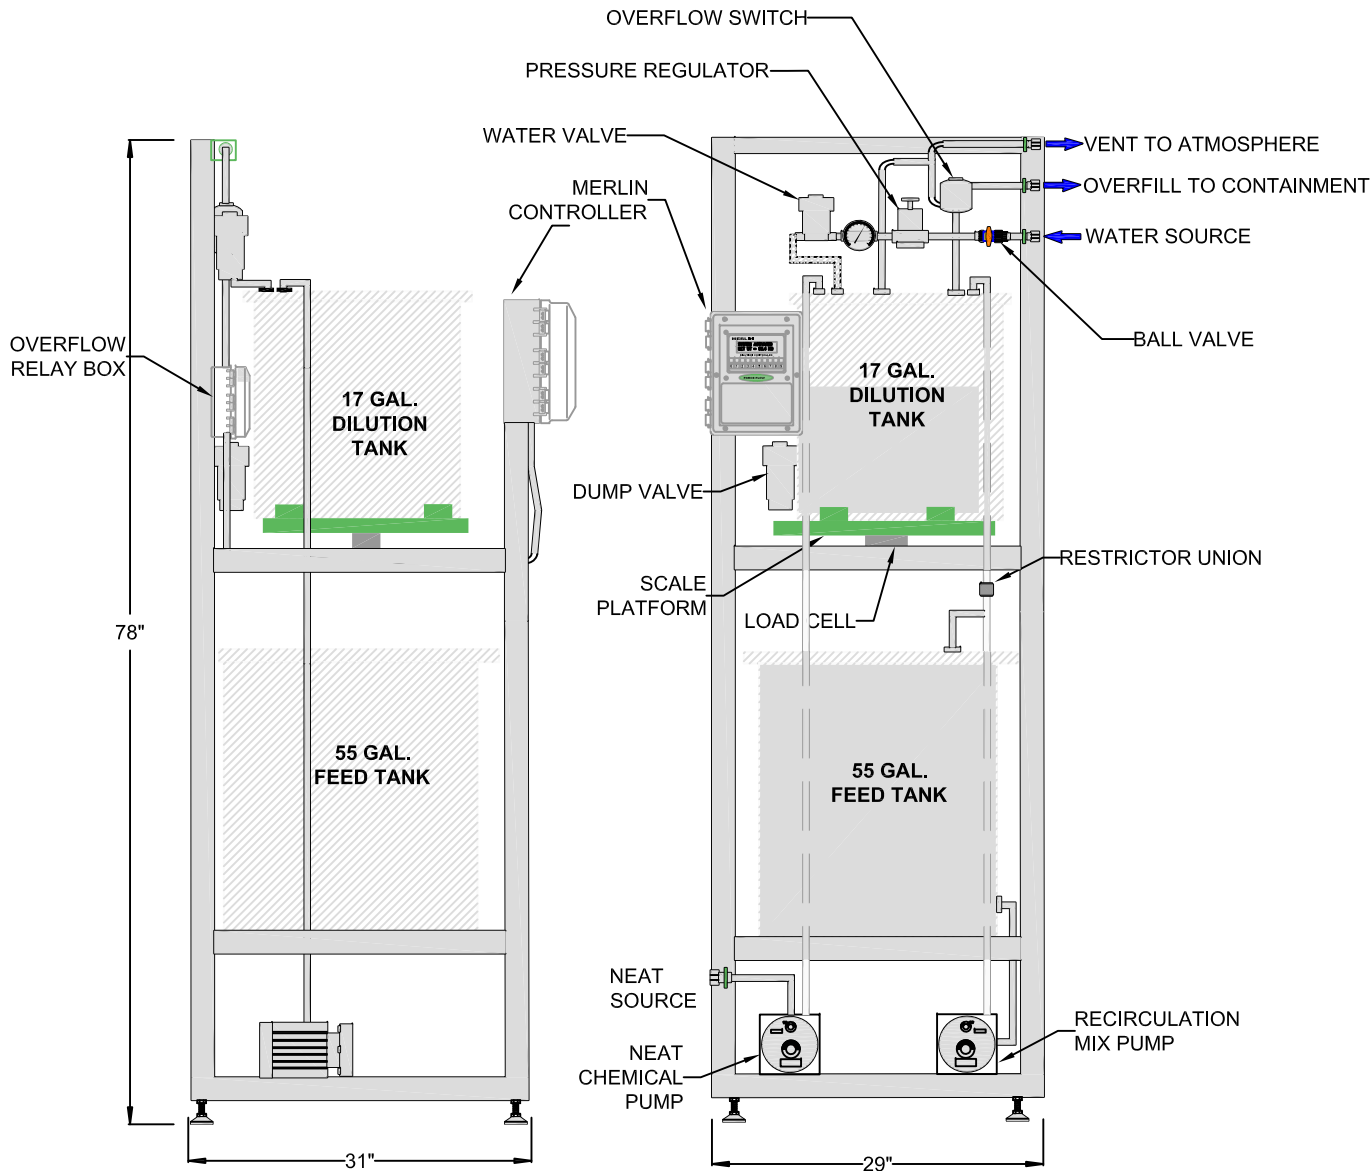 OVERFLOW SWITCH
PRESSURE REGULATOR
WATER VALVE
MERLIN
CONTROLLER
VENT TO ATMOSPHERE
OVERFILL TO CONTAINMENT
WATER SOURCE
BALL VALVE
OVERFLOW
RELAY BOX
17 GAL.
DILUTION
TANK
17 GAL.
DILUTION
TANK
DUMP VALVE
RESTRICTOR UNION
SCALE
PLATFORM
LOAD CELL
78"
55 GAL.
FEED TANK
55 GAL.
FEED TANK
NEAT
SOURCE
NEAT
CHEMICAL
PUMP
RECIRCULATION
MIX PUMP
31"
29"